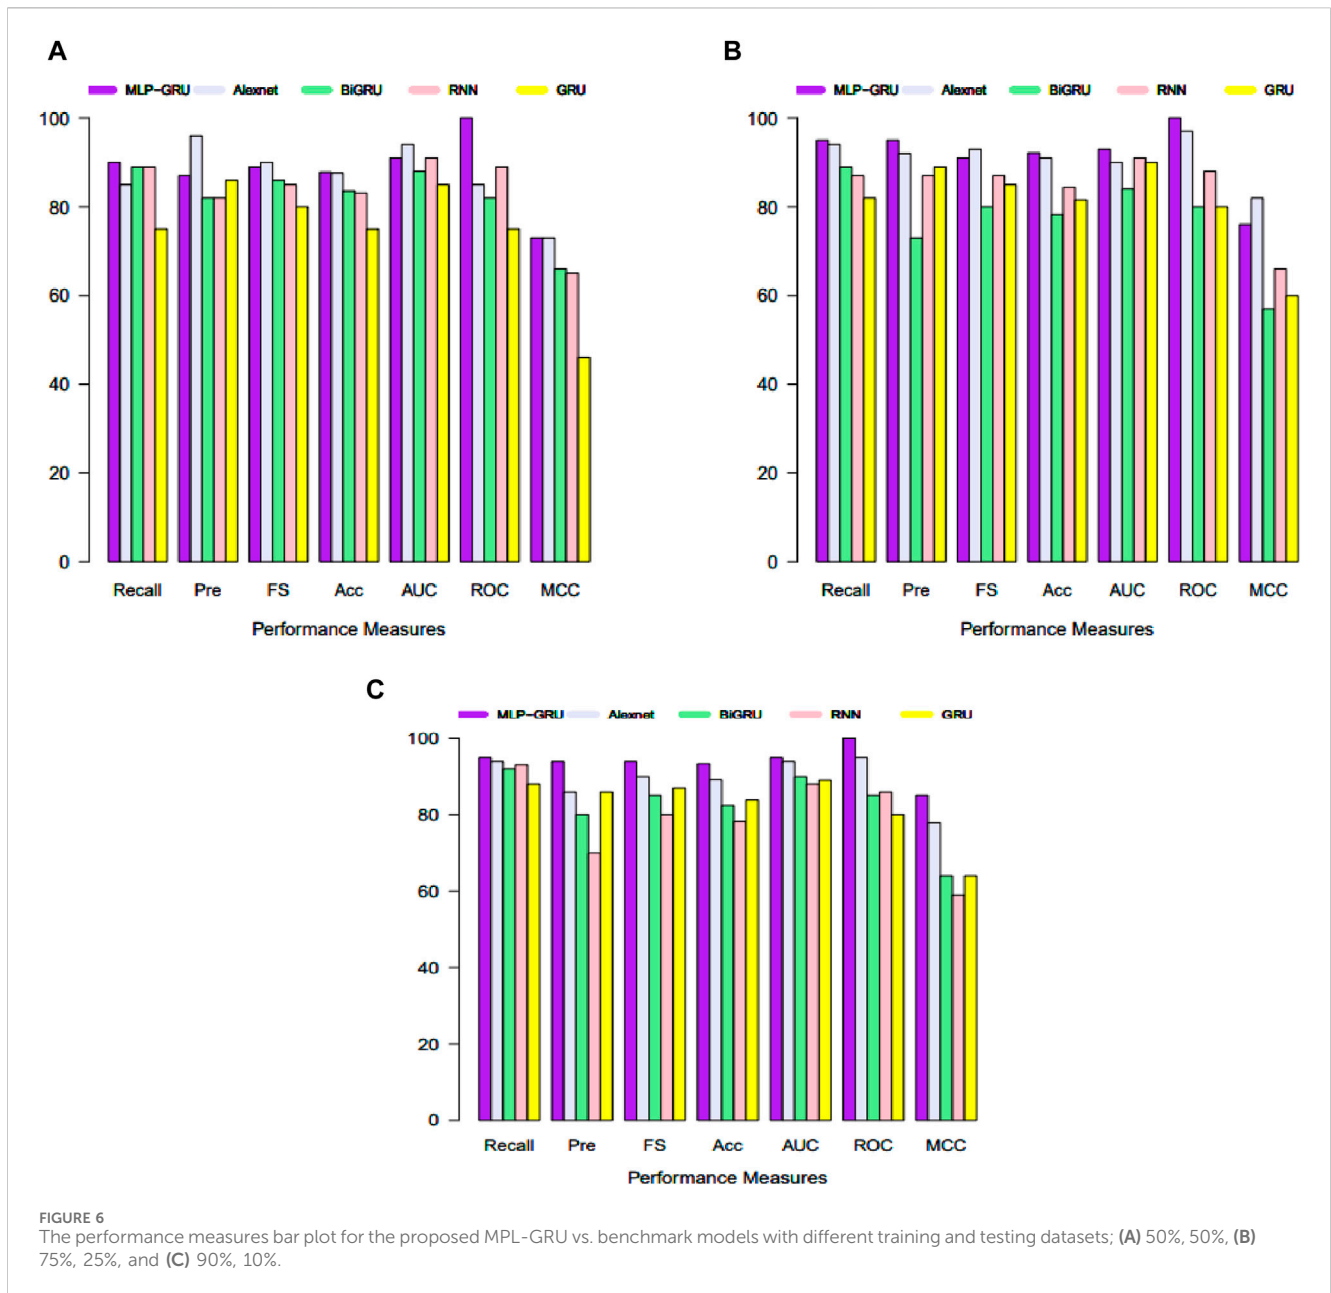 A
MLP-GRU Alexnet BiGRU RNN GRU
100
80
60
40
20
0
Recall Pre FS Acc AUC ROC MCC
Performance Measures
B
MLP-GRU Alexnet BiGRU RNN GRU
100
80
60
40
20
0
Recall Pre FS Acc AUC ROC MCC
Performance Measures
C
MLP-GRU Alexnet BiGRU RNN GRU
100
80
60
40
20
0
Recall Pre FS Acc AUC ROC MCC
Performance Measures
FIGURE 6
The performance measures bar plot for the proposed MPL-GRU vs. benchmark models with different training and testing datasets; (A) 50%, 50%, (B)
75%, 25%, and (C) 90%, 10%.